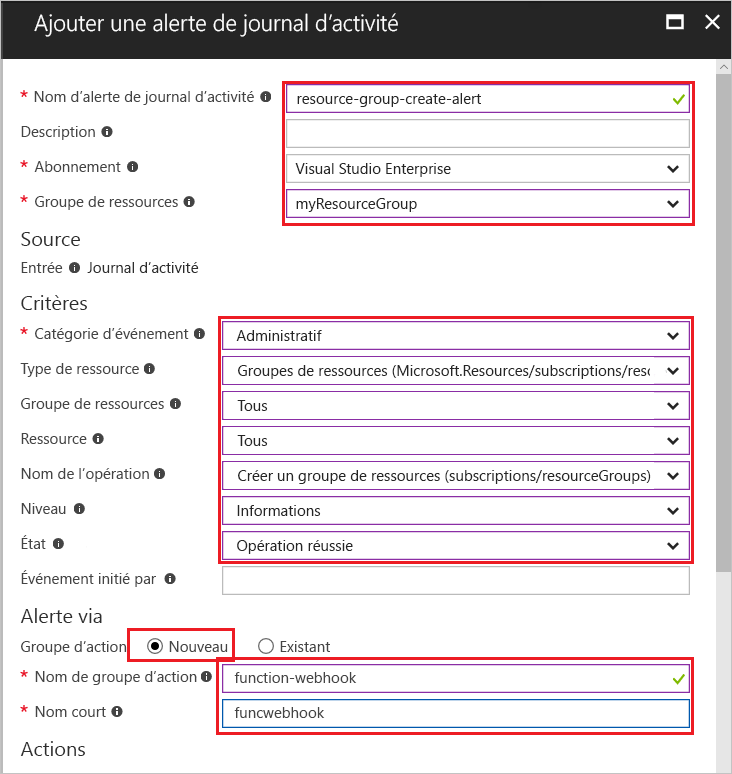 Ajouter une alerte de journal d’activité
* Nom d’alerte de journal d’activité resource-group-create-alert
Description
* Abonnement Visual Studio Enterprise
* Groupe de ressources myResourceGroup
Source
Entrée Journal d’activité
Critères
* Catégorie d’événement Administratif
Type de ressource Groupes de ressources (Microsoft.Resources/subscriptions/reso
Groupe de ressources Tous
Ressource Tous
Nom de l’opération Créer un groupe de ressources (subscriptions/resourceGroups)
Niveau Informations
État Opération réussie
Événement initié par
Alerte via
Groupe d’action Nouveau Existant
* Nom de groupe d’action function-webhook
* Nom court funcwebhook
Actions